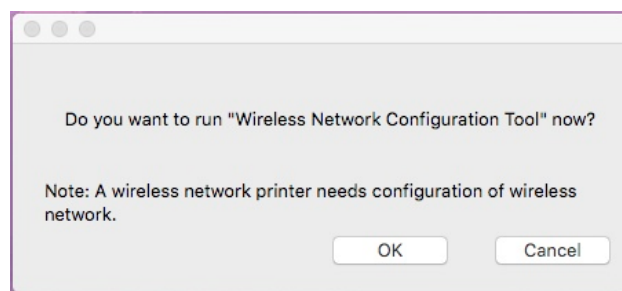 Do you want to run "Wireless Network Configuration Tool" now?
Note: A wireless network printer needs configuration of wireless
network.
OK Cancel